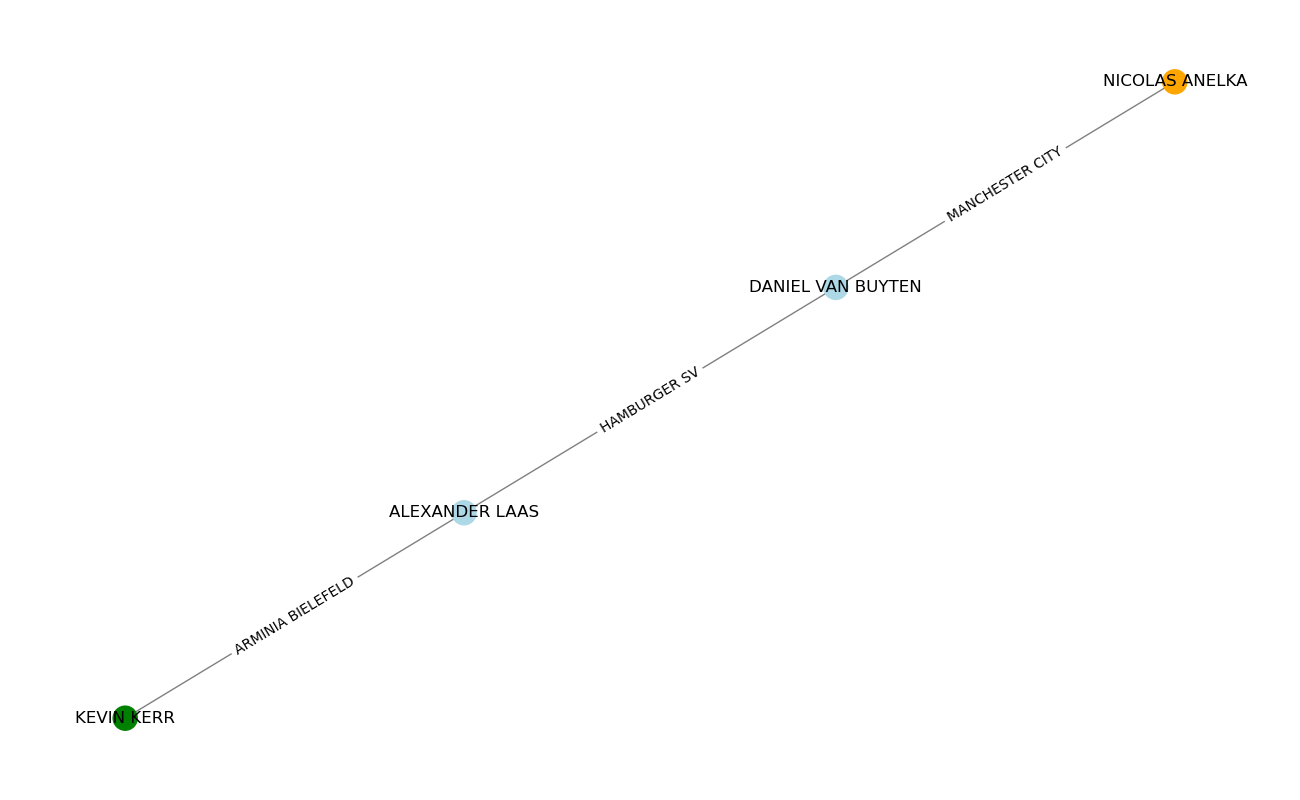 NICOLAS ANELKA
MANCHESTER CITY
DANIEL VAN BUYTEN
HAMBURGER SV
ALEXANDER LAAS
ARMINIA BIELEFELD
KEVIN KERR